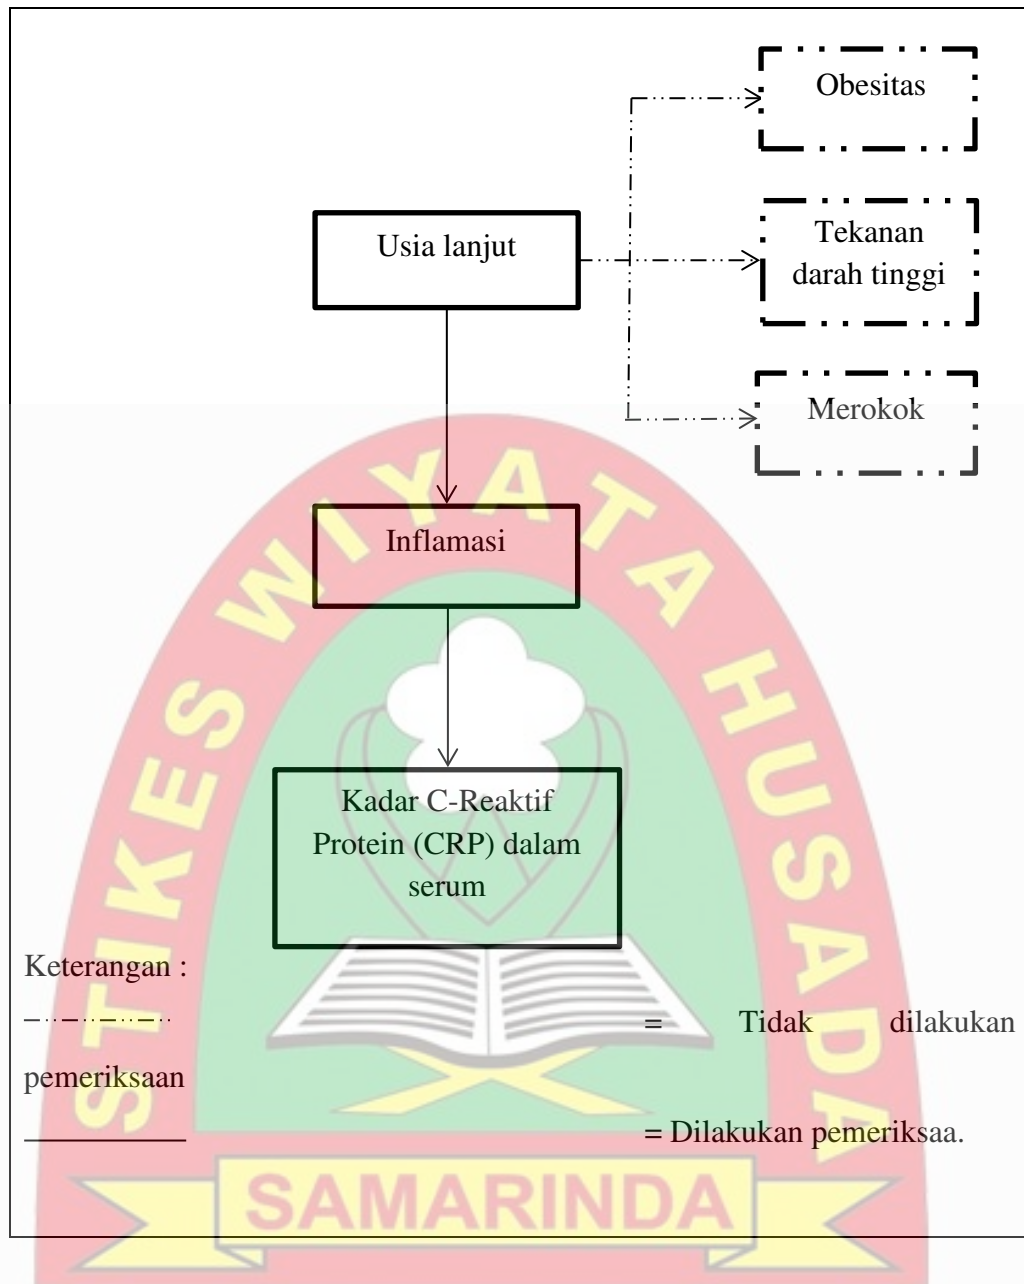 Obesitas
Usia lanjut
Tekanan
darah tinggi
Merokok
Inflamasi
Kadar C-Reaktif
Protein (CRP) dalam
serum
Keterangan :
= Tidak dilakukan
pemeriksaan
= Dilakukan pemeriksaa.
STIKES WIYATA HUSADA
SAMARINDA